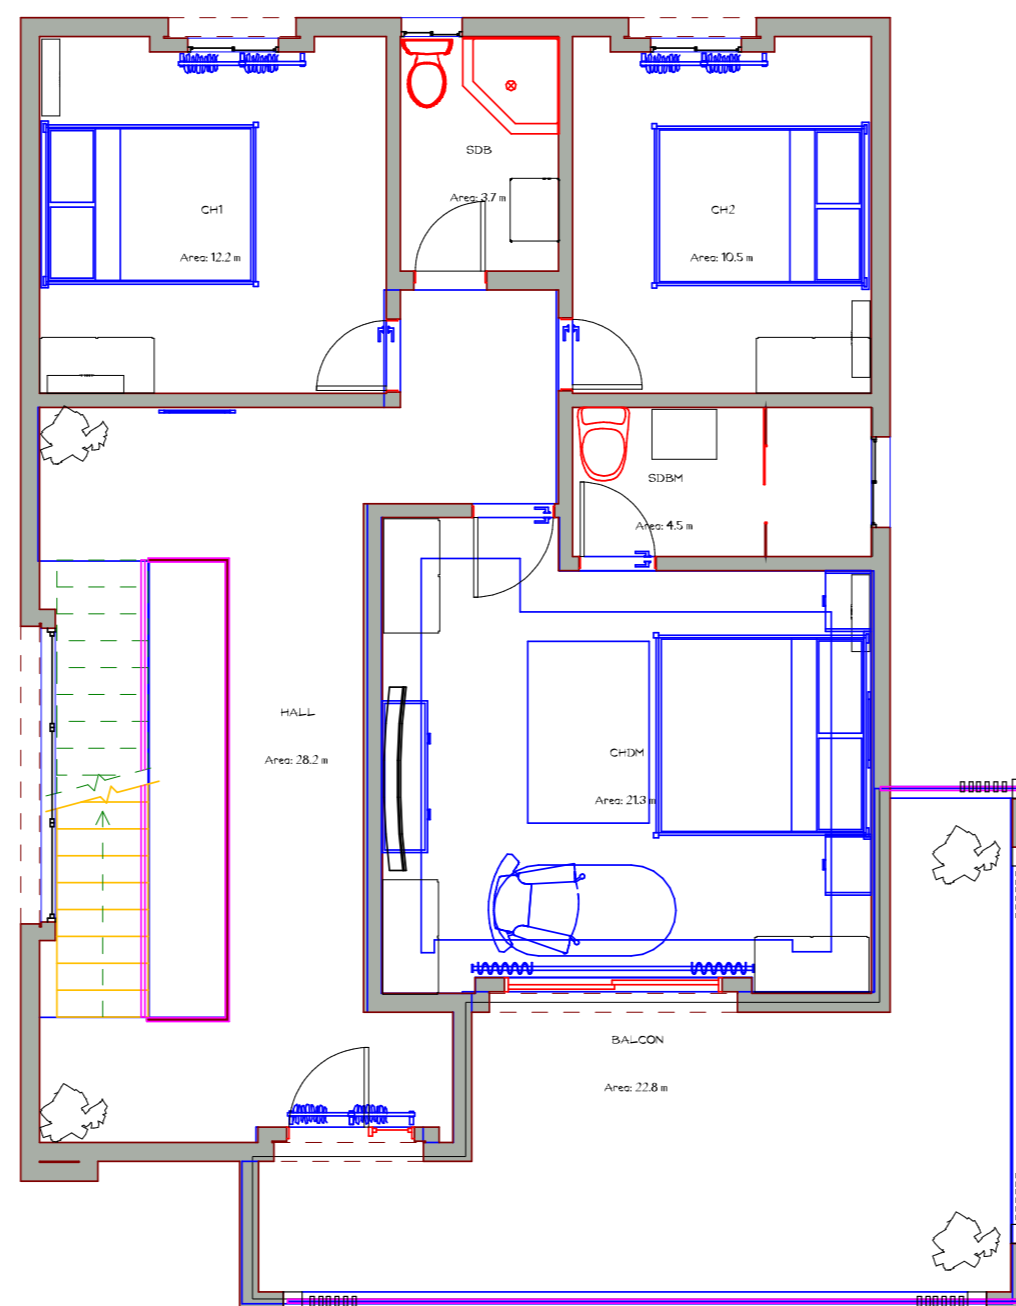 SDB
Area: 3.7 m
CH1
Area: 12.2 m
CH2
Area: 10.5 m
SDBM
Area: 4.5 m
HALL
Area: 28.2 m
CHDM
Area: 21.3 m
BALCON
Area: 22.8 m